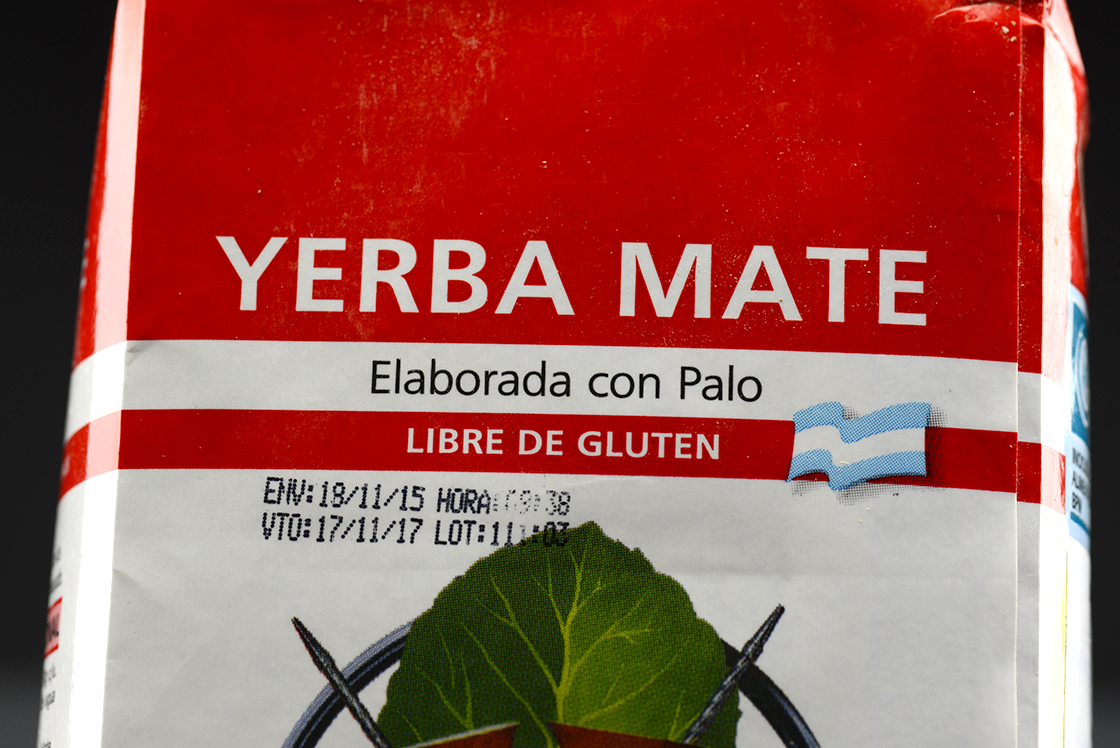 YERBA MATE
Elaborada con Palo
LIBRE DE GLUTEN
ENV:18/11/15 HORA:
VTO:17/11/17 LOT: